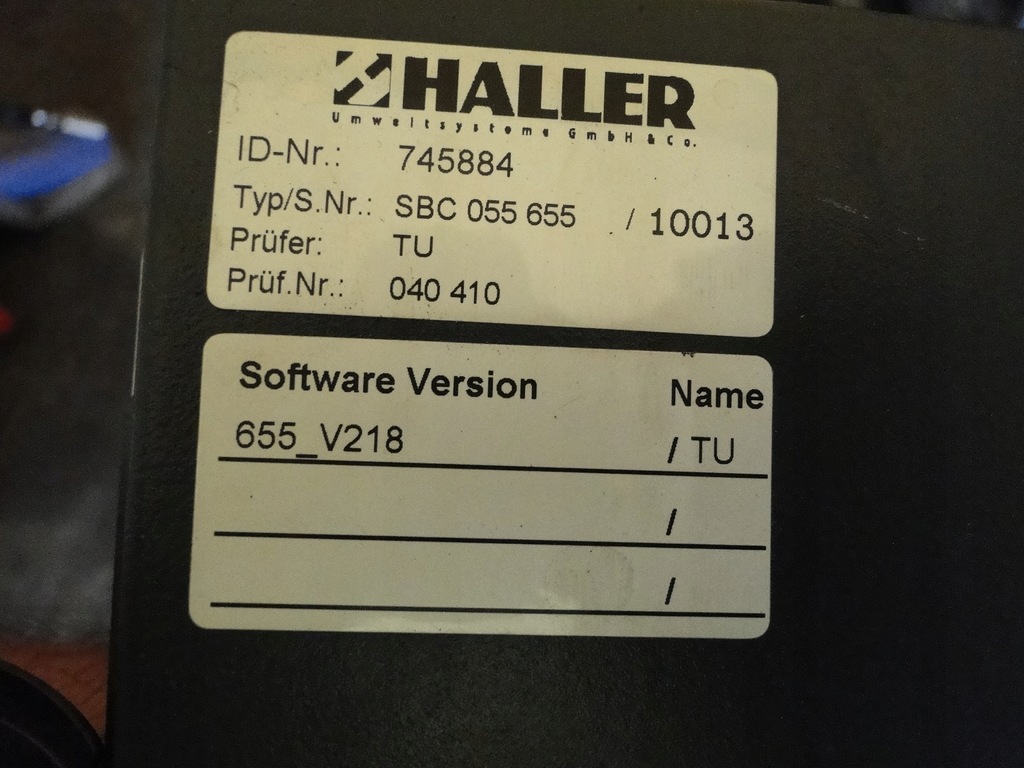 HALLER
Umweltsysteme GmbH & Co.
ID-Nr.: 745884
Typ/S.Nr.: SBC 055 655 / 10013
Prüfer: TU
Prüf.Nr.: 040 410
Software Version Name
655_V218 / TU
/
/